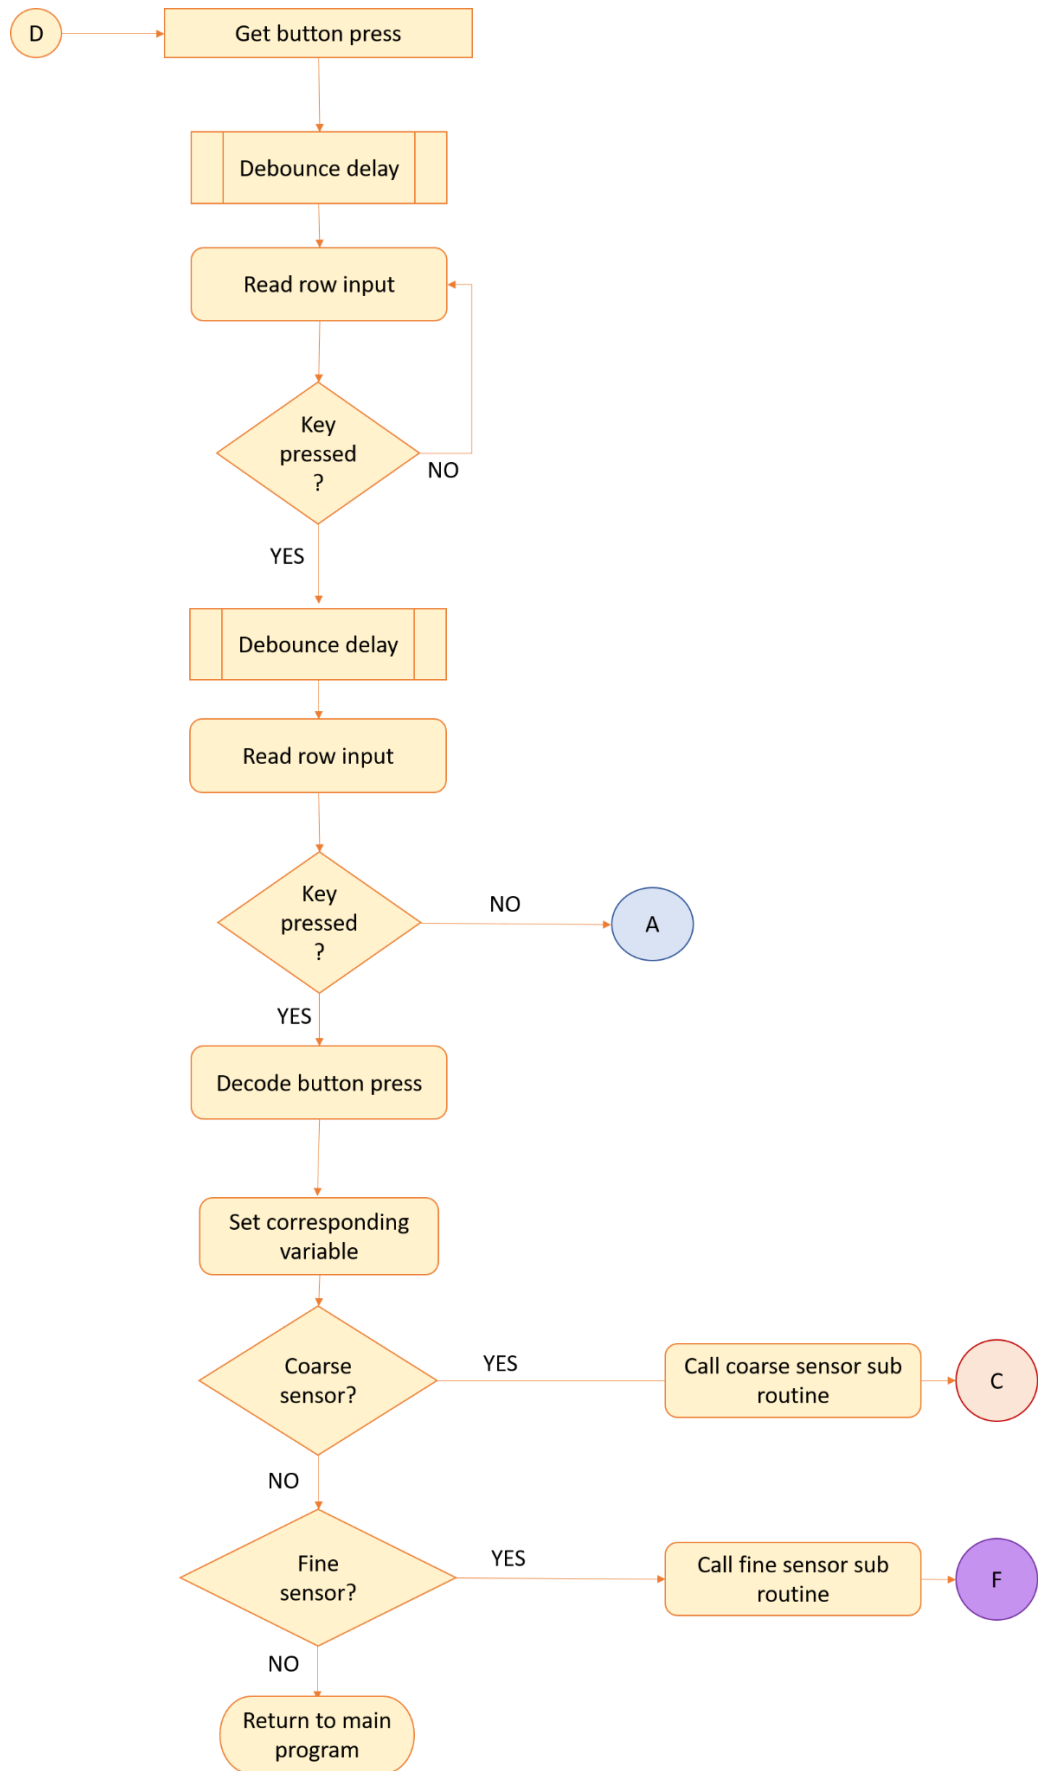 D
Get button press
Debounce delay
Read row input
Key
pressed
?
NO
YES
Debounce delay
Read row input
Key
pressed
?
NO
A
YES
Decode button press
Set corresponding
variable
Coarse
sensor?
YES
Call coarse sensor sub
routine
C
NO
Fine
sensor?
YES
Call fine sensor sub
routine
F
NO
Return to main
program